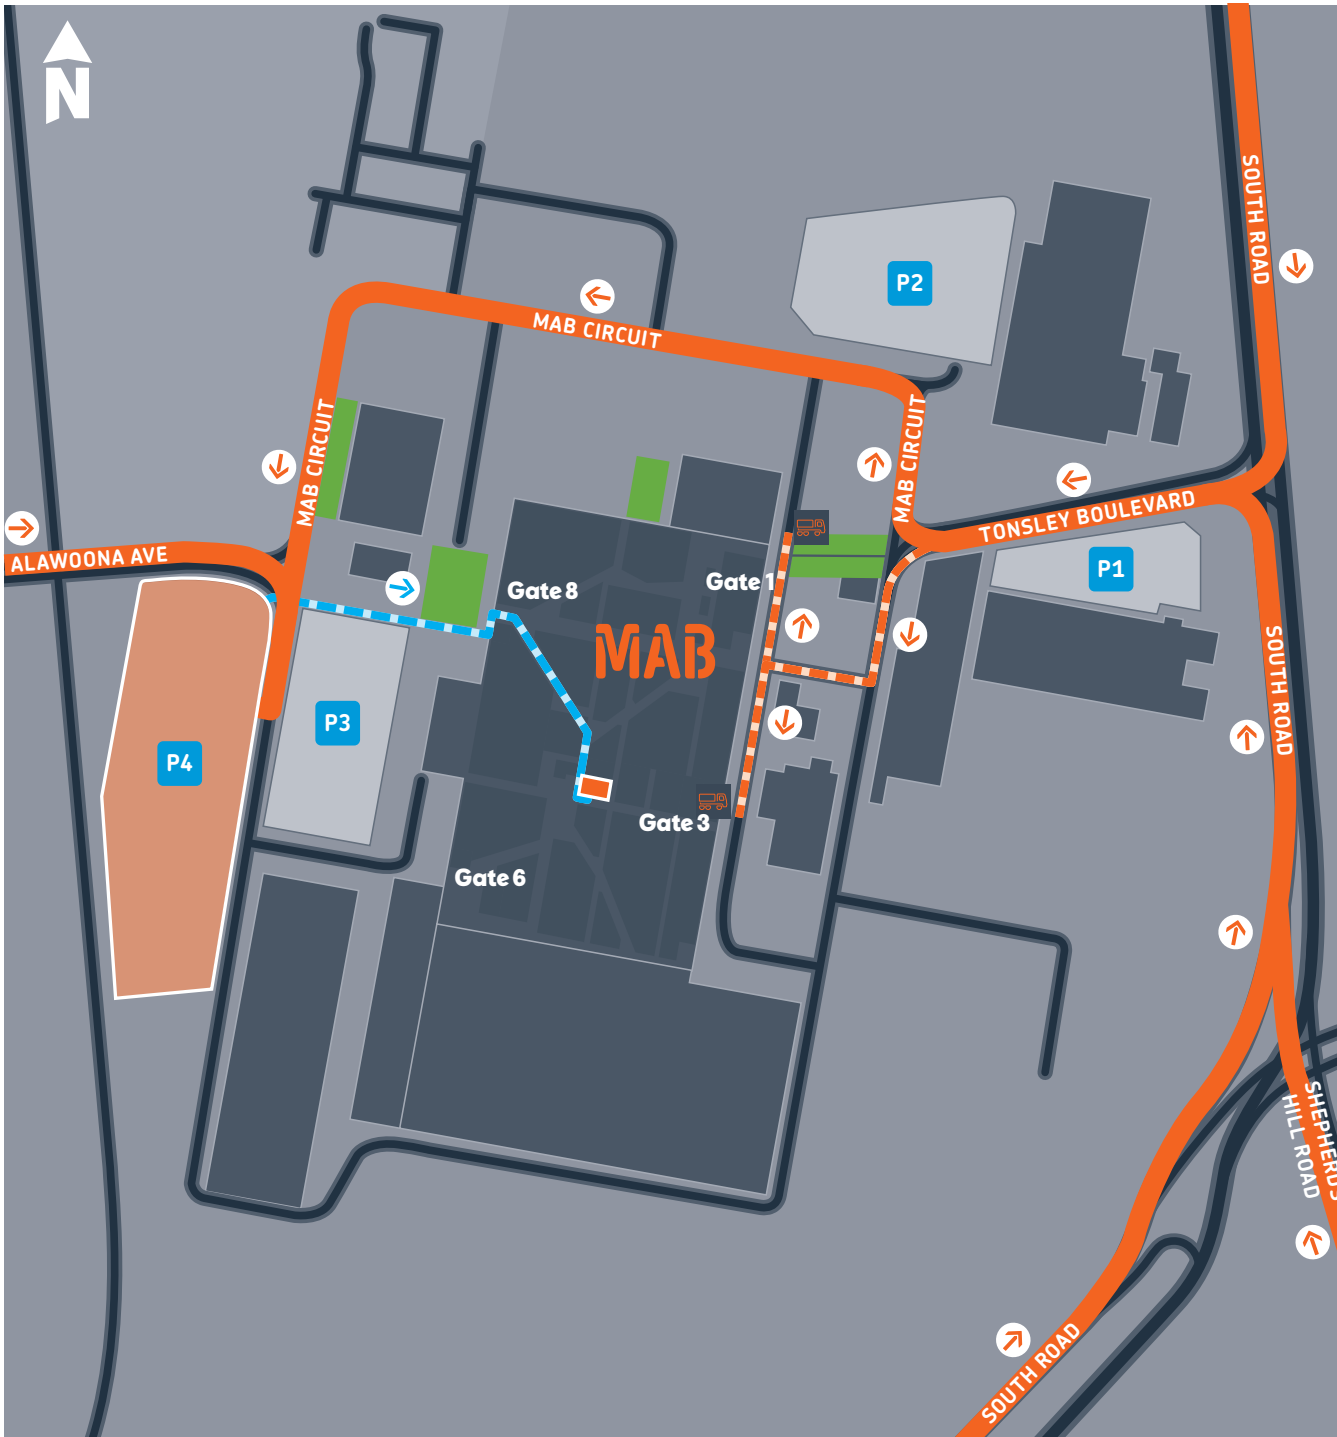 N
SOUTH ROAD
P2
MAB CIRCUIT
MAB CIRCUIT
MAB CIRCUIT
TONSLEY BOULEVARD
ALAWOONA AVE
P1
Gate 1
Gate 8
MAB
SOUTH ROAD
P3
P4
Gate 3
Gate 6
SHEPHERDS
HILL ROAD
SOUTH ROAD